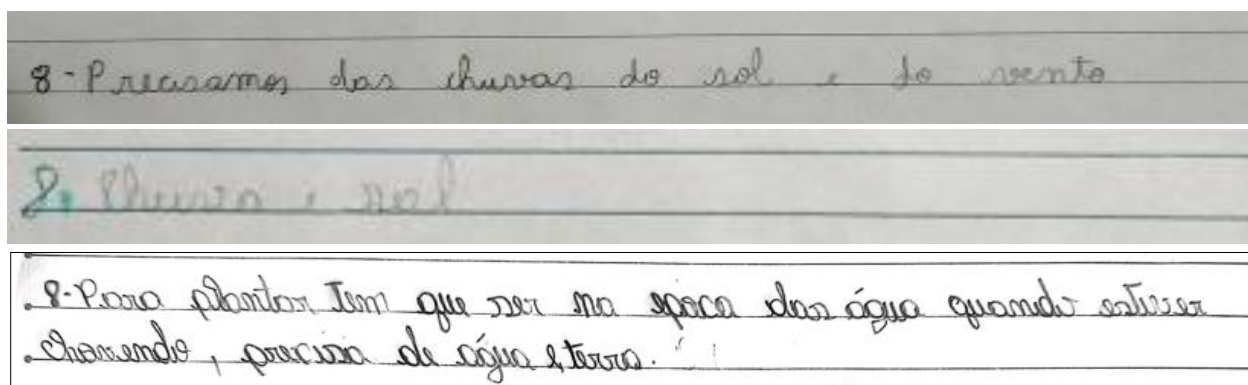 8-Precisamos das chuvas do sol e do vento
8. Chuva e sol
8-Para plantar Tem que ser na epoca das água quando estiver
chovendo, precisa de água e terra.